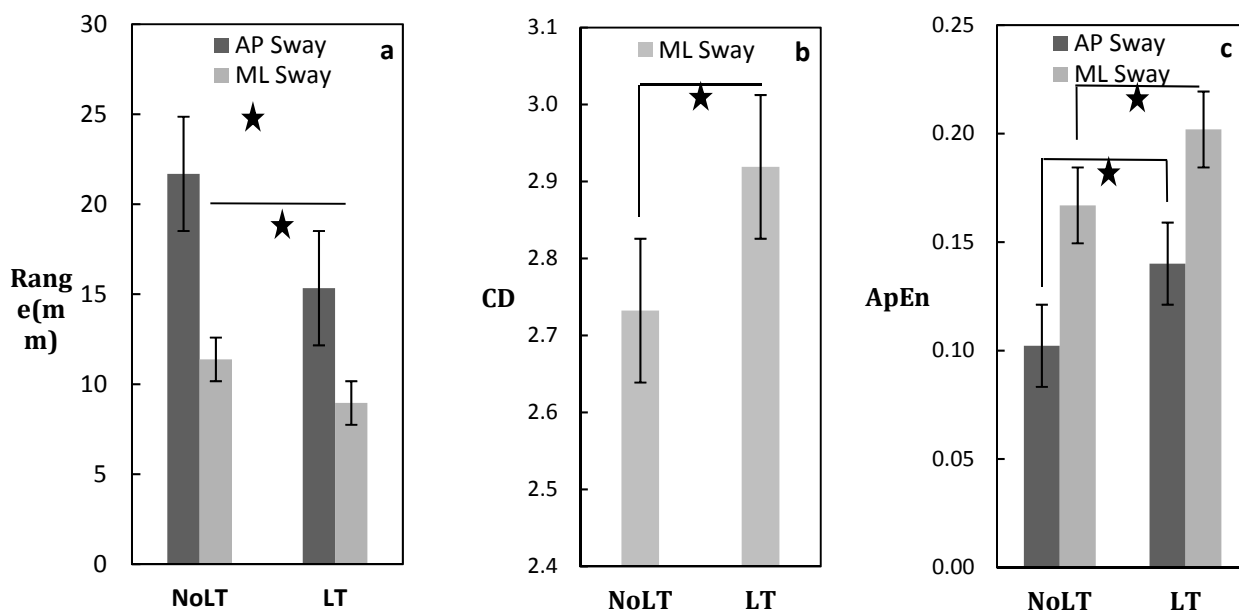 30
25
20
15
10
5
0
Rang
e(m
m)
AP Sway
ML Sway
a
NoLT LT
3.1
3.0
2.9
2.8
2.7
2.6
2.5
2.4
CD
ML Sway
b
NoLT LT
0.25
0.20
0.15
0.10
0.05
0.00
ApEn
AP Sway
ML Sway
c
NoLT LT